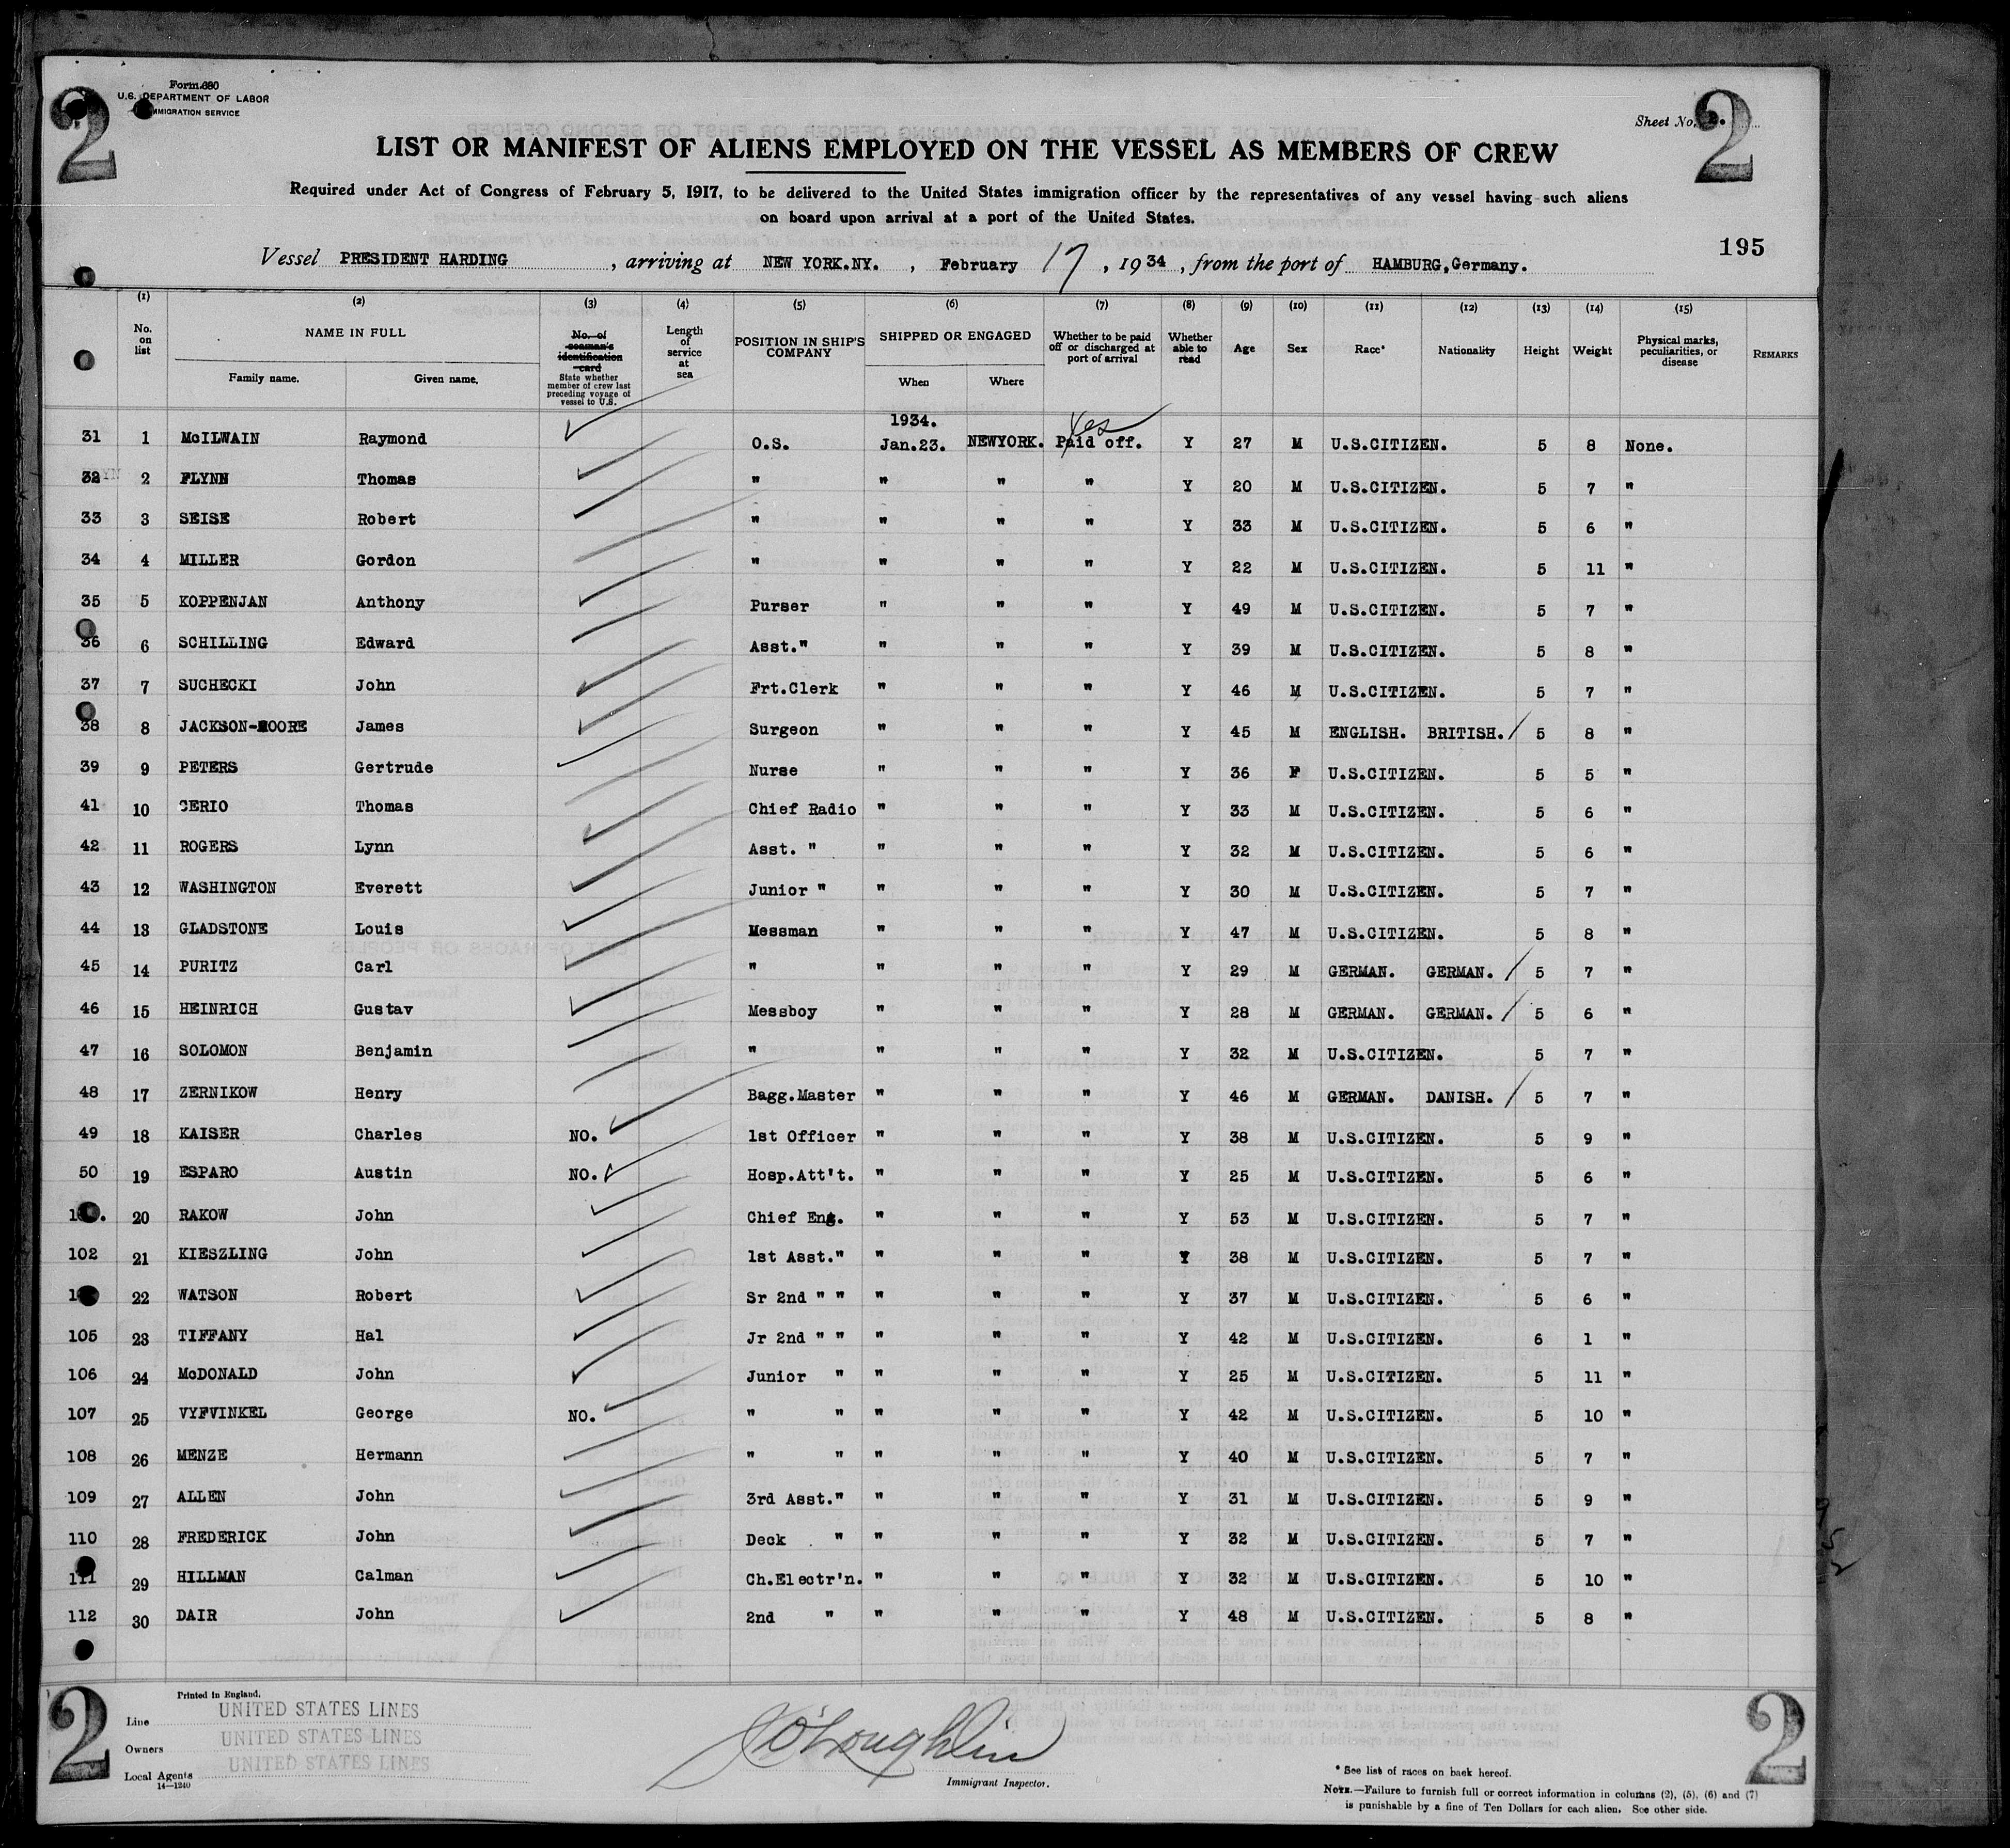 2
Form 680
U.S. DEPARTMENT OF LABOR
IMMIGRATION SERVICE
Sheet No.
2
LIST OR MANIFEST OF ALIENS EMPLOYED ON THE VESSEL AS MEMBERS OF CREW
Required under Act of Congress of February 5, 1917, to be delivered to the United States immigration officer by the representatives of any vessel having such aliens
on board upon arrival at a port of the United States.
195
Vessel PRESIDENT HARDING, arriving at NEW YORK.NY., February 17, 1934, from the port of HAMBURG,Germany.
(1) (2) (3) (4) (5) (6) (7) (8) (9) (10) (11) (12) (13) (14) (15)
No. on list NAME IN FULL Family name. Given name. No. of seaman's identification card State whether member of crew last preceding voyage of vessel to U.S. Length of service at sea POSITION IN SHIP'S COMPANY SHIPPED OR ENGAGED When Where Whether to be paid off or discharged at port of arrival Whether able to read Age Sex Race* Nationality Height Weight Physical marks, peculiarities, or disease REMARKS
1934. Yes
31 1 McILWAIN Raymond O.S. Jan.23. NEWYORK. Paid off. Y 27 M U.S.CITIZEN. 5 8 None.
32 2 FLYNN Thomas " " " " Y 20 M U.S.CITIZEN. 5 7 "
33 3 SEISE Robert " " " " Y 33 M U.S.CITIZEN. 5 6 "
34 4 MILLER Gordon " " " " Y 22 M U.S.CITIZEN. 5 11 "
35 5 KOPPENJAN Anthony Purser " " " Y 49 M U.S.CITIZEN. 5 7 "
36 6 SCHILLING Edward Asst." " " " Y 39 M U.S.CITIZEN. 5 8 "
37 7 SUCHECKI John Frt.Clerk " " " Y 46 M U.S.CITIZEN. 5 7 "
38 8 JACKSON-MOORE James Surgeon " " " Y 45 M ENGLISH. BRITISH. 5 8 "
39 9 PETERS Gertrude Nurse " " " Y 36 F U.S.CITIZEN. 5 5 "
41 10 CERIO Thomas Chief Radio " " " Y 33 M U.S.CITIZEN. 5 6 "
42 11 ROGERS Lynn Asst. " " " " Y 32 M U.S.CITIZEN. 5 6 "
43 12 WASHINGTON Everett Junior " " " " Y 30 M U.S.CITIZEN. 5 7 "
44 13 GLADSTONE Louis Messman " " " Y 47 M U.S.CITIZEN. 5 8 "
45 14 PURITZ Carl " " " " Y 29 M GERMAN. GERMAN. 5 7 "
46 15 HEINRICH Gustav Messboy " " " Y 28 M GERMAN. GERMAN. 5 6 "
47 16 SOLOMON Benjamin " " " " Y 32 M U.S.CITIZEN. 5 7 "
48 17 ZERNIKOW Henry Bagg.Master " " " Y 46 M GERMAN. DANISH. 5 7 "
49 18 KAISER Charles NO. 1st Officer " " " Y 38 M U.S.CITIZEN. 5 9 "
50 19 ESPARO Austin NO. Hosp.Att't. " " " Y 25 M U.S.CITIZEN. 5 6 "
20 RAKOW John Chief Eng. " " " Y 53 M U.S.CITIZEN. 5 7 "
102 21 KIESZLING John 1st Asst." " " " Y 38 M U.S.CITIZEN. 5 7 "
22 WATSON Robert Sr 2nd " " " " " Y 37 M U.S.CITIZEN. 5 6 "
105 23 TIFFANY Hal Jr 2nd " " " " " Y 42 M U.S.CITIZEN. 6 1 "
106 24 McDONALD John Junior " " " " Y 25 M U.S.CITIZEN. 5 11 "
107 25 VYFVINKEL George NO. " " " " " Y 42 M U.S.CITIZEN. 5 10 "
108 26 MENZE Hermann " " " " " Y 40 M U.S.CITIZEN. 5 7 "
109 27 ALLEN John 3rd Asst." " " " Y 31 M U.S.CITIZEN. 5 9 "
110 28 FREDERICK John Deck " " " " Y 32 M U.S.CITIZEN. 5 7 "
111 29 HILLMAN Calman Ch.Electr'n. " " " Y 32 M U.S.CITIZEN. 5 10 "
112 30 DAIR John 2nd " " " " Y 48 M U.S.CITIZEN. 5 8 "
2
Printed in England.
Line UNITED STATES LINES
Owners UNITED STATES LINES
Local Agents UNITED STATES LINES
14—1240
J O'Loughlin
Immigrant Inspector.
* See list of races on back hereof.
NOTE.—Failure to furnish full or correct information in columns (2), (5), (6) and (7)
is punishable by a fine of Ten Dollars for each alien. See other side.
2